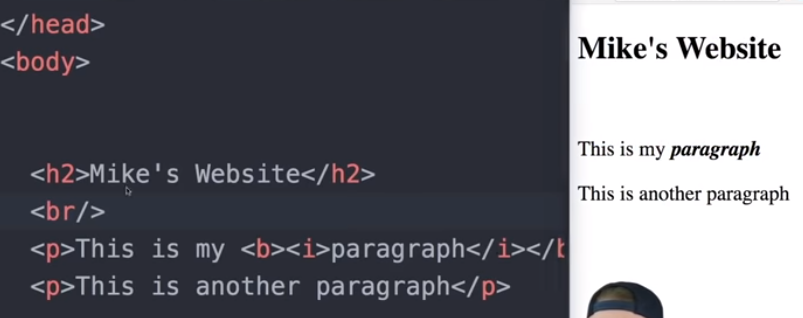 </head>
<body>
<h2>Mike's Website</h2>
<br/>
<p>This is my <b><i>paragraph</i></b
<p>This is another paragraph</p>
Mike's Website
This is my paragraph
This is another paragraph